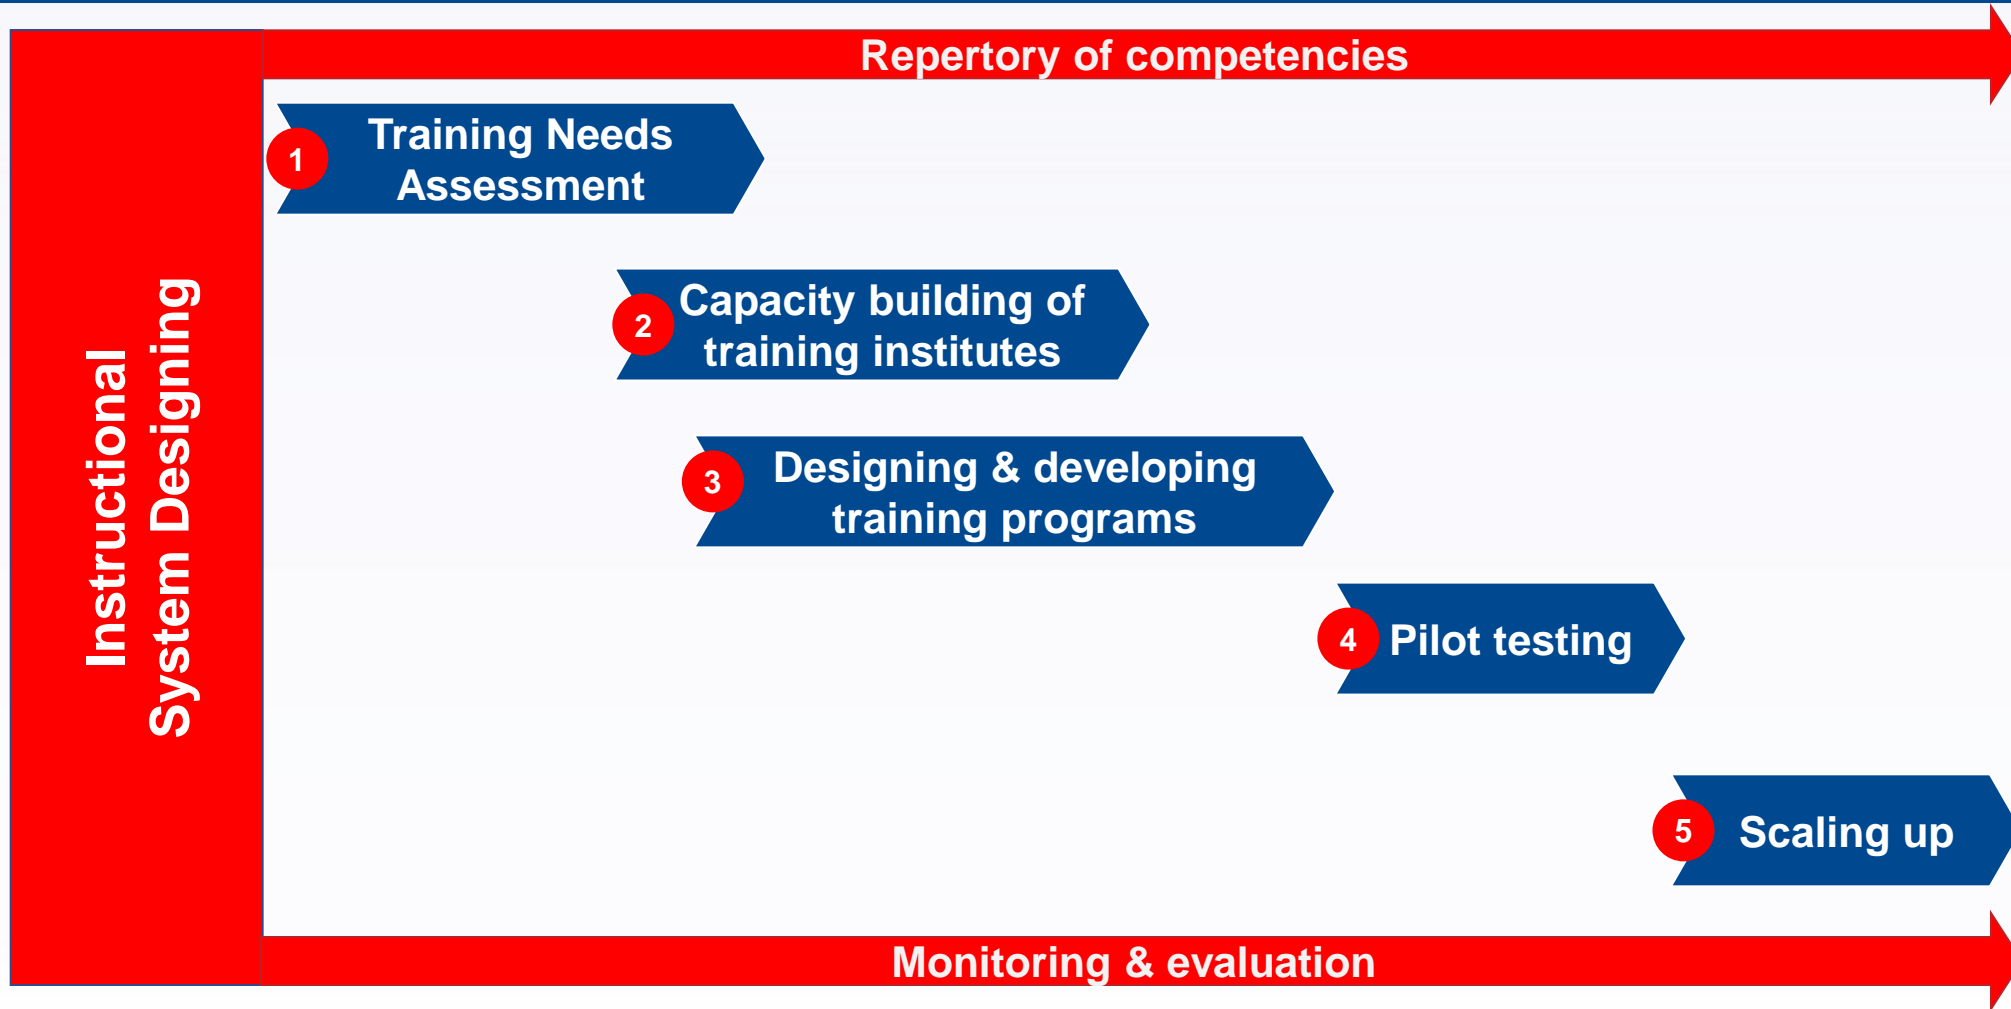 Repertory of competencies
Instructional
System Designing
1
Training Needs
Assessment
2
Capacity building of
training institutes
3
Designing & developing
training programs
4
Pilot testing
5
Scaling up
Monitoring & evaluation